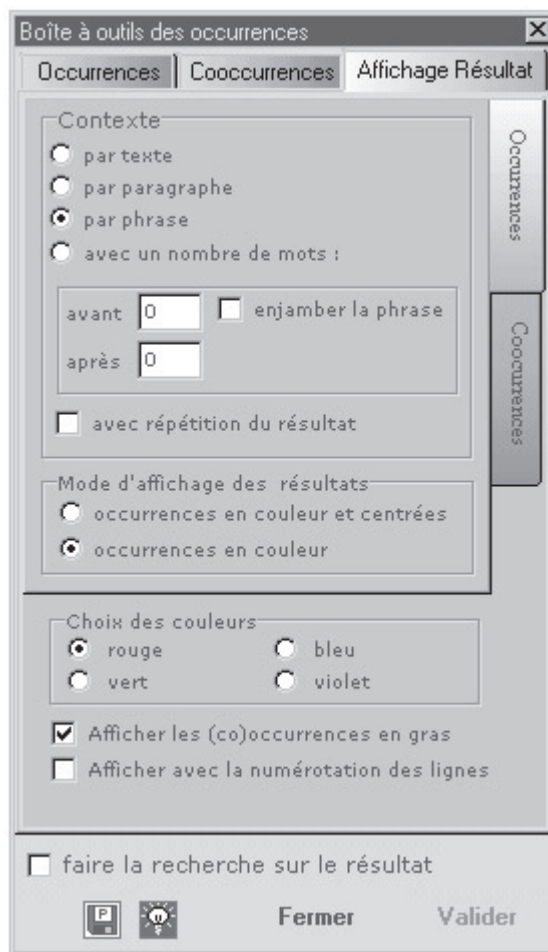 Boîte à outils des occurrences
Occurrences Cooccurrences Affichage Résultat
Contexte
par texte
par paragraphe
par phrase
avec un nombre de mots :
avant 0 enjamber la phrase
après 0
avec répétition du résultat
Mode d'affichage des résultats
occurrences en couleur et centrées
occurrences en couleur
Occurrences
Coocurrences
Choix des couleurs
rouge bleu
vert violet
Afficher les (co)occurrences en gras
Afficher avec la numérotation des lignes
faire la recherche sur le résultat
P Fermer Valider